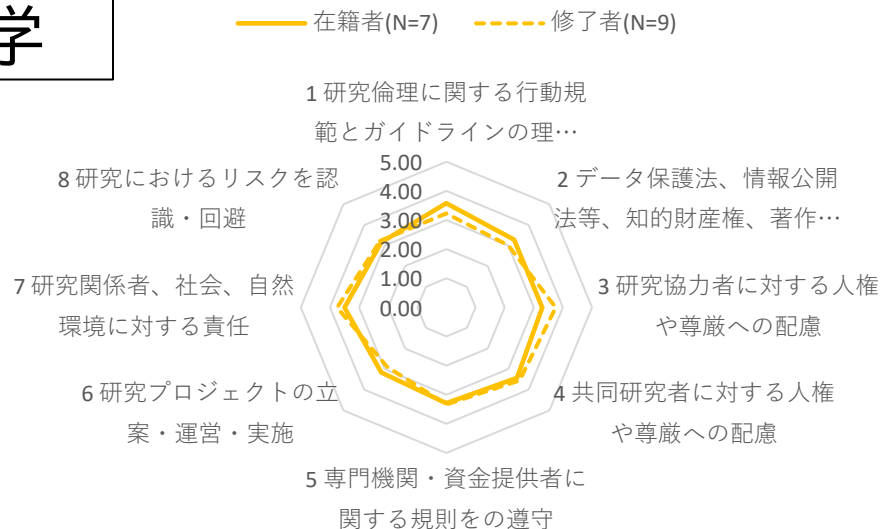 学
在籍者(N=7) 修了者(N=9)
1 研究倫理に関する行動規
範とガイドラインの理…
2 データ保護法、情報公開
法等、知的財産権、著作…
3 研究協力者に対する人権
や尊厳への配慮
4 共同研究者に対する人権
や尊厳への配慮
5 専門機関・資金提供者に
関する規則をの遵守
6 研究プロジェクトの立
案・運営・実施
7 研究関係者、社会、自然
環境に対する責任
8 研究におけるリスクを認
識・回避
5.00
4.00
3.00
2.00
1.00
0.00